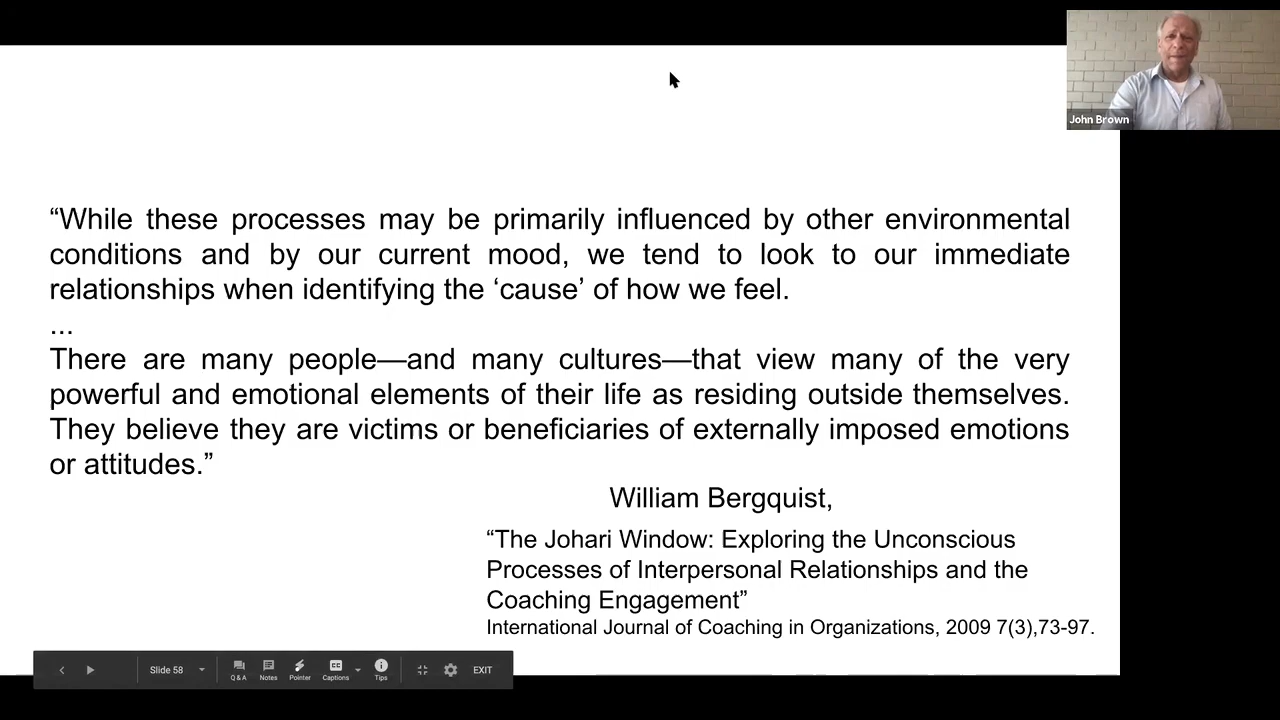 John Brown
“While these processes may be primarily influenced by other environmental
conditions and by our current mood, we tend to look to our immediate
relationships when identifying the ‘cause’ of how we feel.
...
There are many people—and many cultures—that view many of the very
powerful and emotional elements of their life as residing outside themselves.
They believe they are victims or beneficiaries of externally imposed emotions
or attitudes.”
William Bergquist,
“The Johari Window: Exploring the Unconscious
Processes of Interpersonal Relationships and the
Coaching Engagement”
International Journal of Coaching in Organizations, 2009 7(3),73-97.
Slide 58
Q & A
Notes
Pointer
CC
Captions
Tips
EXIT